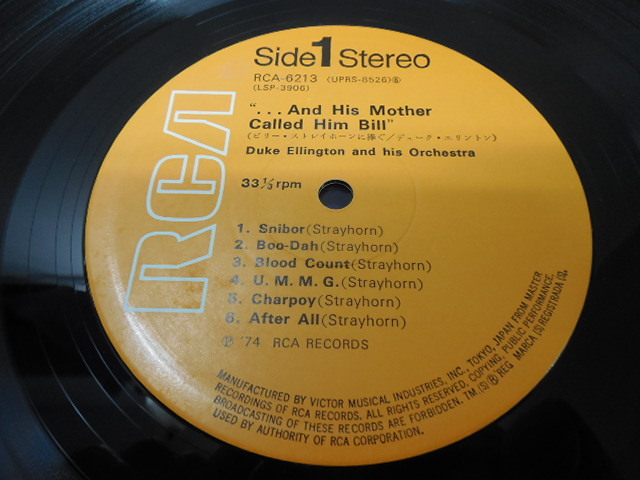 RCA
Side 1 Stereo
RCA-6213 (UPRS-6526)Ⓢ
(LSP-3906)
"...And His Mother
Called Him Bill"
(ビリー・ストレイホーンに捧ぐ/デューク・エリントン)
Duke Ellington and his Orchestra
33⅓rpm
1. Snibor(Strayhorn)
2. Boo-Dah(Strayhorn)
3. Blood Count(Strayhorn)
4. U.M.M.G.(Strayhorn)
5. Charpoy(Strayhorn)
6. After All(Strayhorn)
Ⓟ '74 RCA RECORDS
MANUFACTURED BY VICTOR MUSICAL INDUSTRIES, INC., TOKYO, JAPAN FROM MASTER
RECORDINGS OF RCA RECORDS. ALL RIGHTS RESERVED. COPYING, PUBLIC PERFORMANCE,
BROADCASTING OF THESE RECORDS ARE FORBIDDEN. TM.(S) ® REG. MARCA (S) REGISTRADA (S).
USED BY AUTHORITY OF RCA CORPORATION.